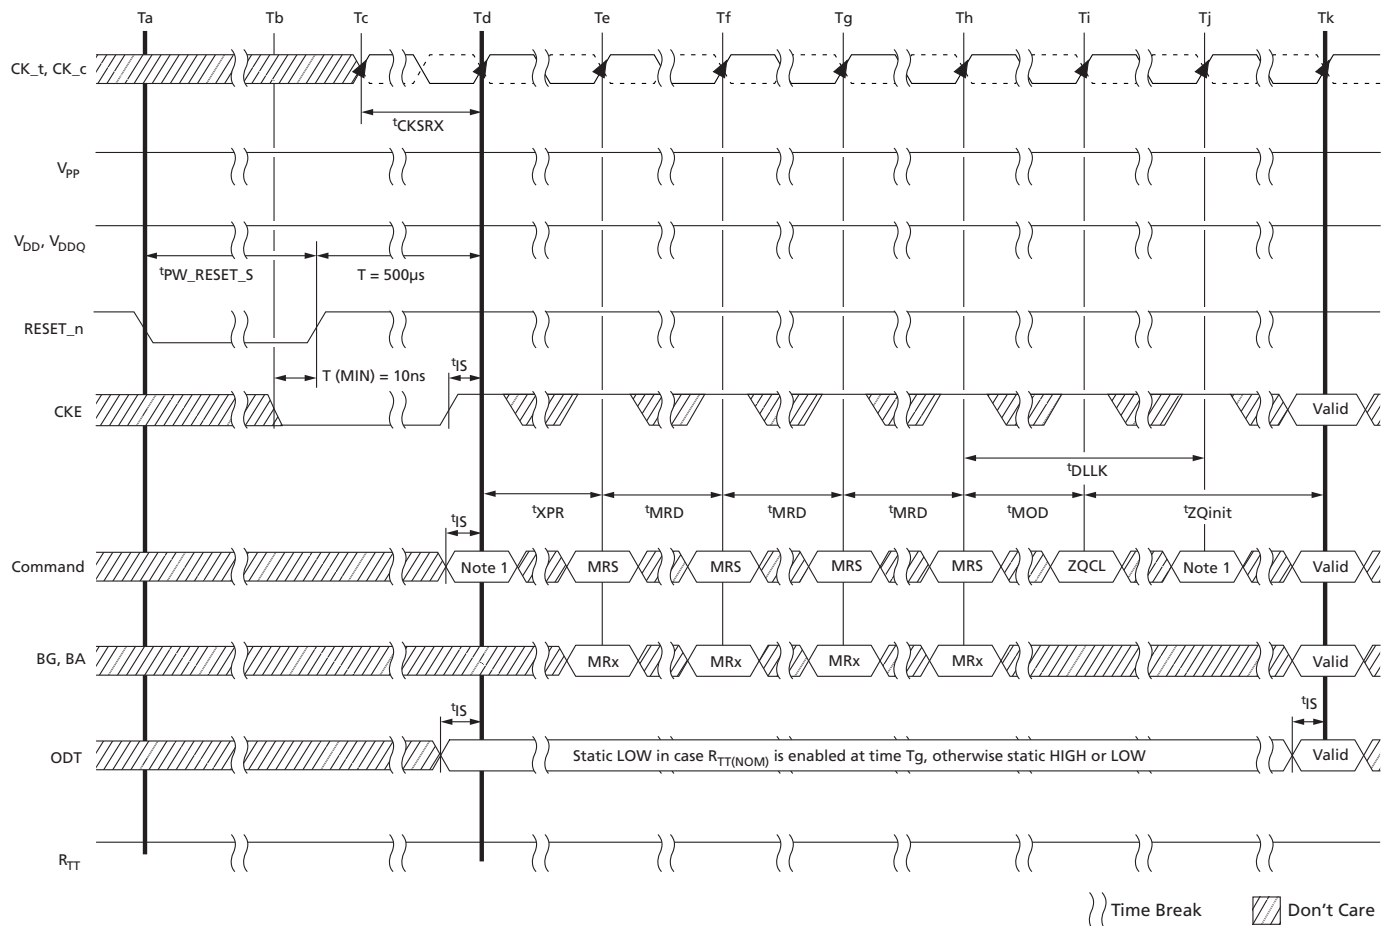 Ta Tb Tc Td Te Tf Tg Th Ti Tj Tk
CK_t, CK_c
tCKSRX
VPP
VDD, VDDQ
tPW_RESET_S T = 500μs
RESET_n
T (MIN) = 10ns tIS
CKE Valid
tDLLK
tXPR tMRD tMRD tMRD tMOD tZQinit
tIS
Command Note 1 MRS MRS MRS MRS ZQCL Note 1 Valid
BG, BA MRx MRx MRx MRx Valid
tIS tIS
ODT Static LOW in case RTT(NOM) is enabled at time Tg, otherwise static HIGH or LOW Valid
RTT
Time Break Don't Care